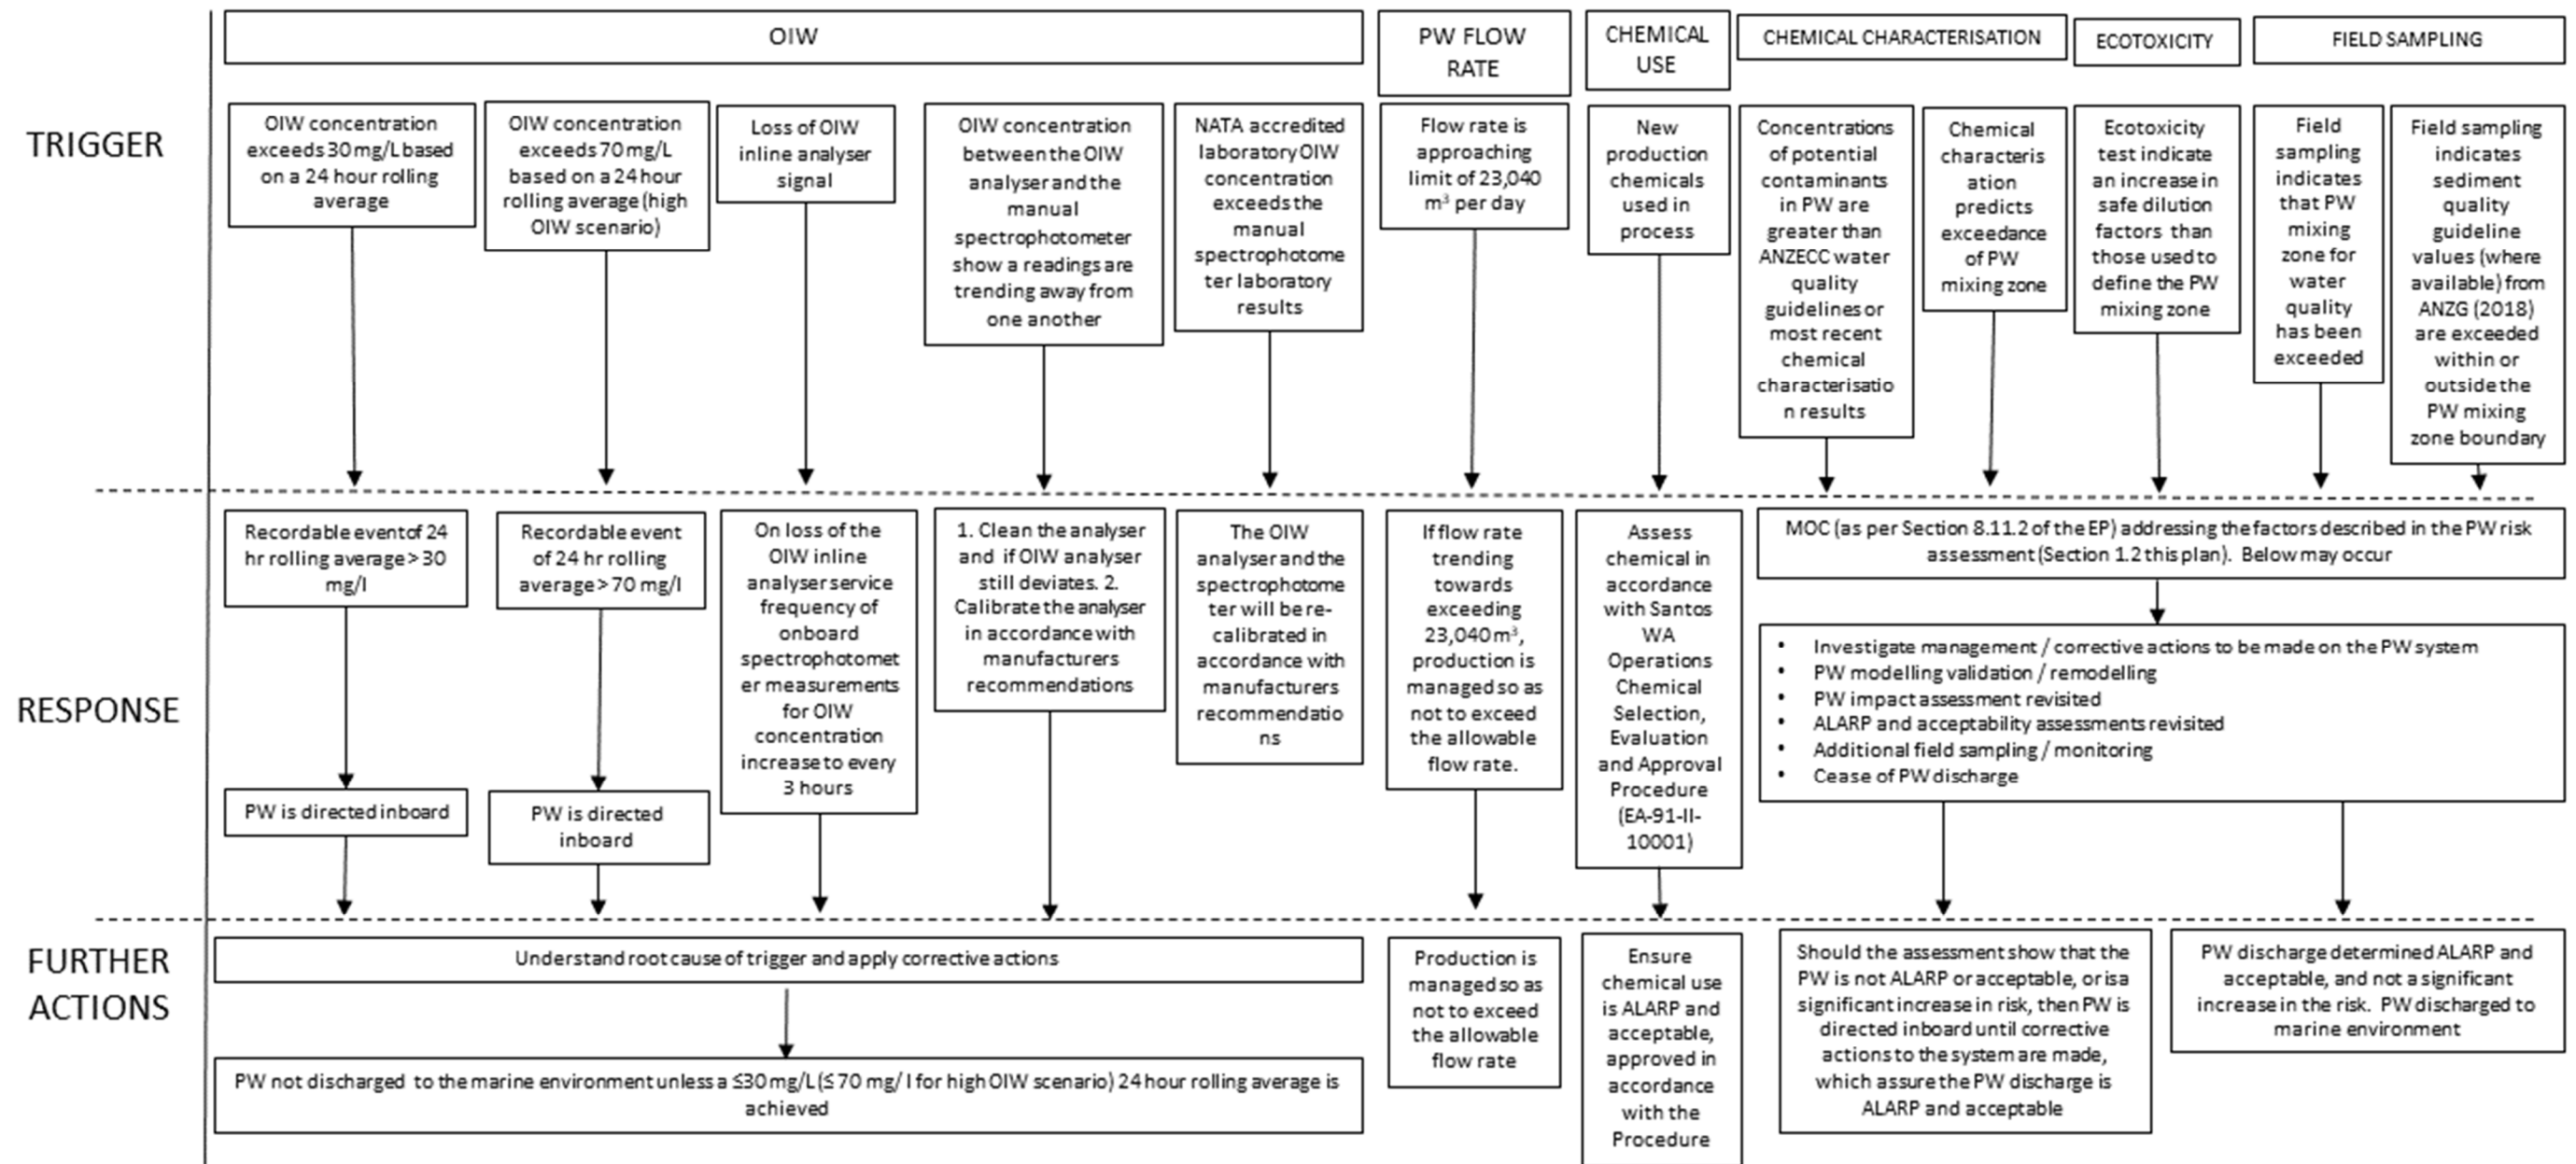 OIW
PW FLOW
RATE
CHEMICAL
USE
CHEMICAL CHARACTERISATION
ECOTOXICITY
FIELD SAMPLING
TRIGGER
OIW concentration
exceeds 30 mg/L based
on a 24 hour rolling
average
OIW concentration
exceeds 70 mg/L
based on a 24 hour
rolling average (high
OIW scenario)
Loss of OIW
inline analyser
signal
OIW concentration
between the OIW
analyser and the
manual
spectrophotometer
show a readings are
trending away from
one another
NATA accredited
laboratory OIW
concentration
exceeds the
manual
spectrophotome
ter laboratory
results
Flow rate is
approaching
limit of 23,040
m³ per day
New
production
chemicals
used in
process
Concentrations
of potential
contaminants
in PW are
greater than
ANZECC water
quality
guidelines or
most recent
chemical
characterisatio
n results
Chemical
characteris
ation
predicts
exceedance
of PW
mixing zone
Ecotoxicity
test indicate
an increase in
safe dilution
factors than
those used to
define the PW
mixing zone
Field
sampling
indicates
that PW
mixing
zone for
water
quality
has been
exceeded
Field sampling
indicates
sediment
quality
guideline
values (where
available) from
ANZG (2018)
are exceeded
within or
outside the
PW mixing
zone boundary
RESPONSE
Recordable event of 24
hr rolling average > 30
mg/l
PW is directed inboard
Recordable event
of 24 hr rolling
average > 70 mg/l
PW is directed
inboard
On loss of the
OIW inline
analyser service
frequency of
onboard
spectrophotomet
er measurements
for OIW
concentration
increase to every
3 hours
1. Clean the analyser
and if OIW analyser
still deviates. 2.
Calibrate the analyser
in accordance with
manufacturers
recommendations
The OIW
analyser and the
spectrophotome
ter will be re-
calibrated in
accordance with
manufacturers
recommendatio
ns
If flow rate
trending
towards
exceeding
23,040 m³,
production is
managed so as
not to exceed
the allowable
flow rate.
Assess
chemical in
accordance
with Santos
WA
Operations
Chemical
Selection,
Evaluation
and Approval
Procedure
(EA-91-II-
10001)
MOC (as per Section 8.11.2 of the EP) addressing the factors described in the PW risk
assessment (Section 1.2 this plan). Below may occur
• Investigate management / corrective actions to be made on the PW system
• PW modelling validation / remodelling
• PW impact assessment revisited
• ALARP and acceptability assessments revisited
• Additional field sampling / monitoring
• Cease of PW discharge
FURTHER
ACTIONS
Understand root cause of trigger and apply corrective actions
PW not discharged to the marine environment unless a ≤30 mg/L (≤ 70 mg/ l for high OIW scenario) 24 hour rolling average is
achieved
Production is
managed so as
not to exceed
the allowable
flow rate
Ensure
chemical use
is ALARP and
acceptable,
approved in
accordance
with the
Procedure
Should the assessment show that the
PW is not ALARP or acceptable, or is a
significant increase in risk, then PW is
directed inboard until corrective
actions to the system are made,
which assure the PW discharge is
ALARP and acceptable
PW discharge determined ALARP and
acceptable, and not a significant
increase in the risk. PW discharged to
marine environment